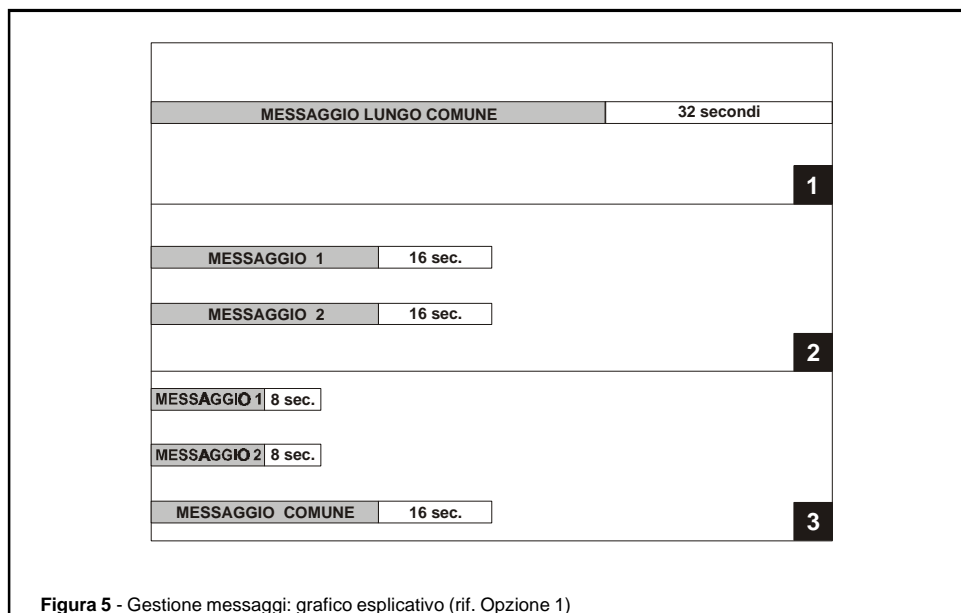 MESSAGGIO LUNGO COMUNE 32 secondi
1
MESSAGGIO 1 16 sec.
MESSAGGIO 2 16 sec.
2
MESSAGGIO 1 8 sec.
MESSAGGIO 2 8 sec.
MESSAGGIO COMUNE 16 sec.
3
Figura 5 - Gestione messaggi: grafico esplicativo (rif. Opzione 1)